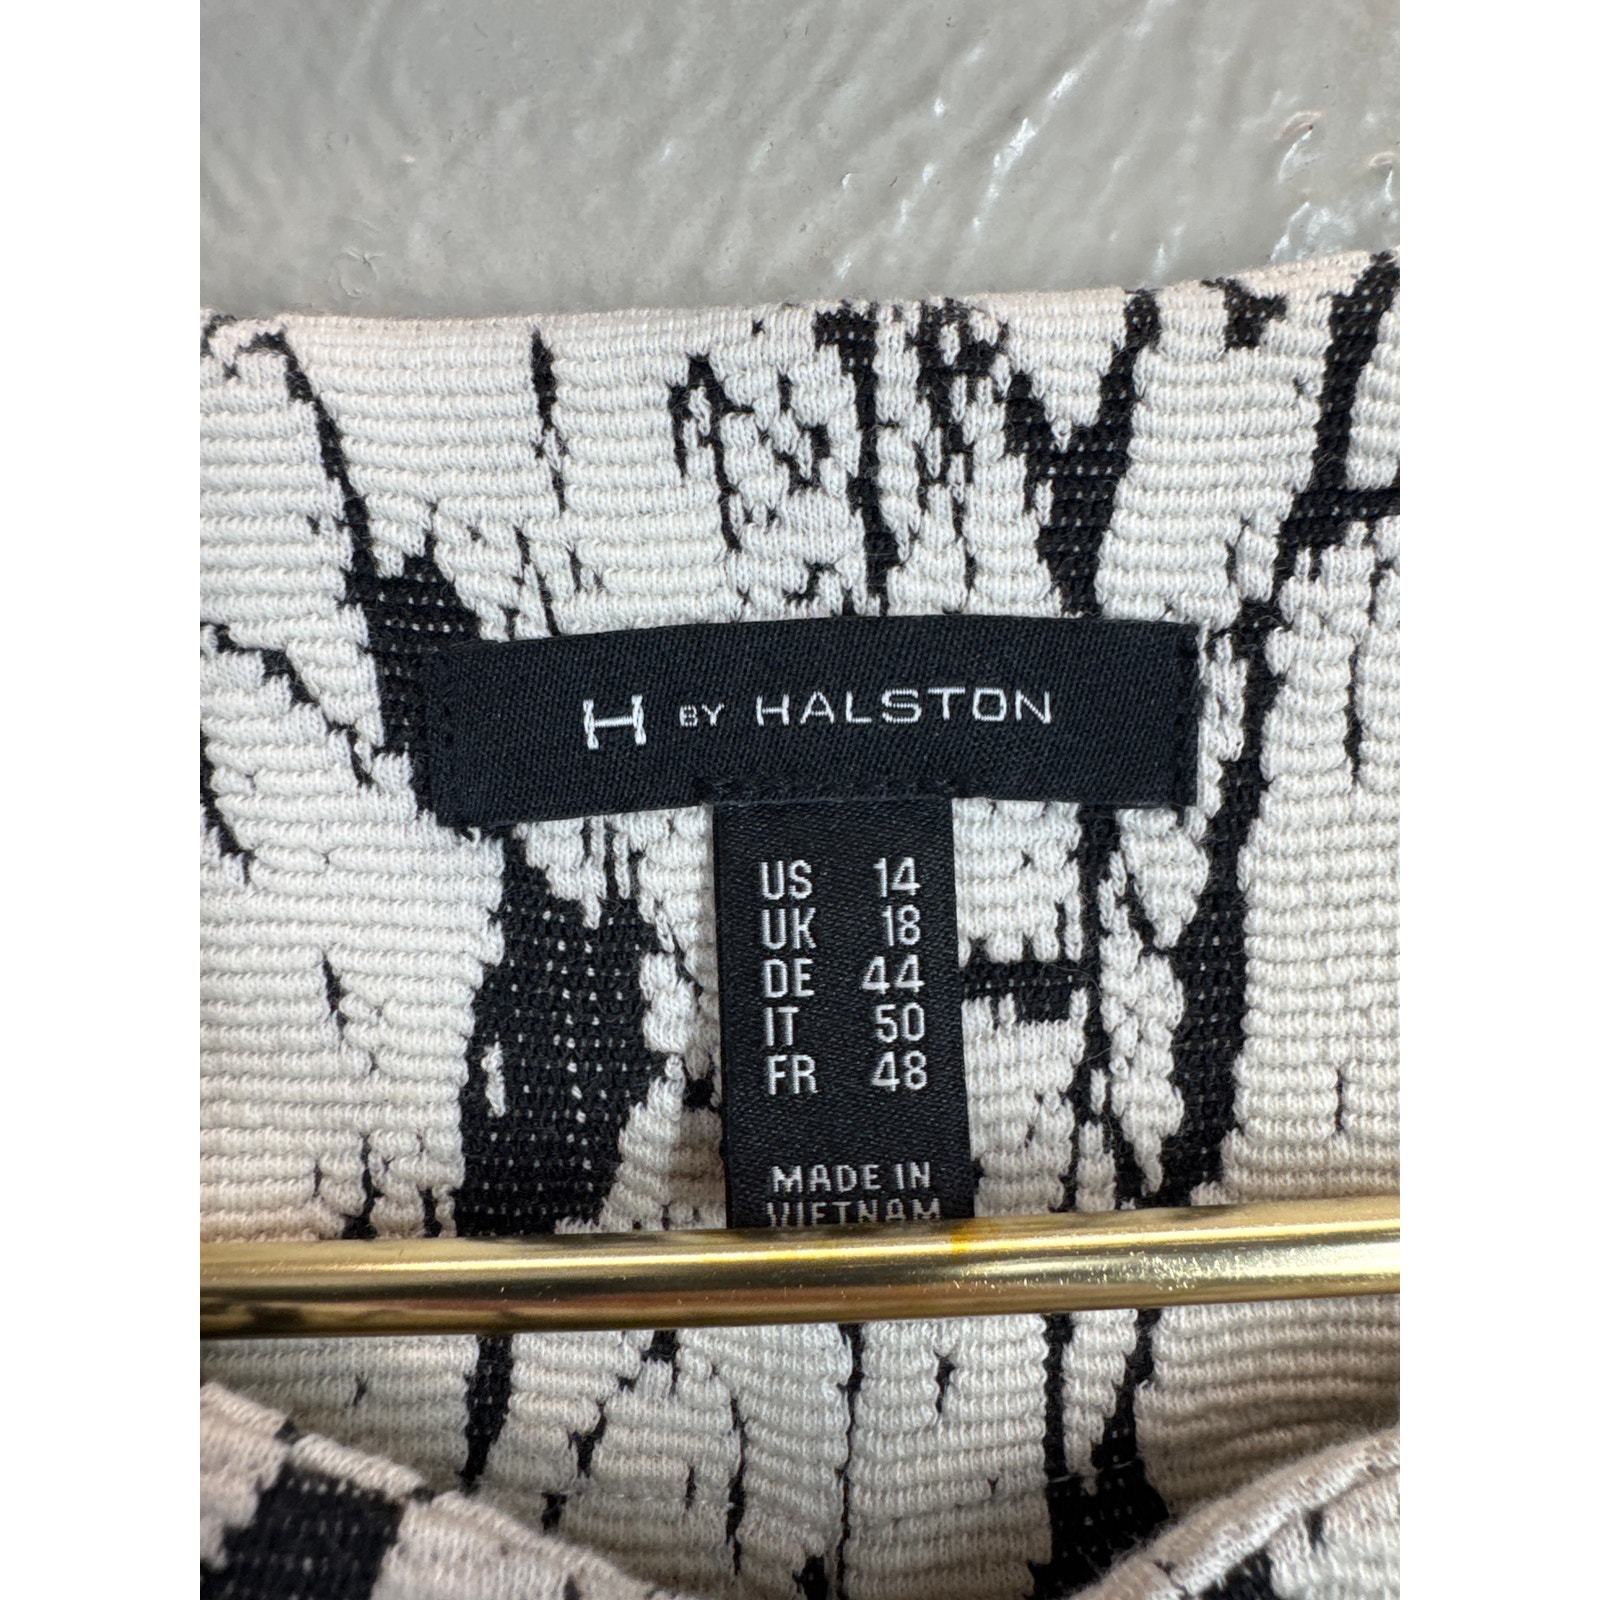 H BY HALSTON
US 14
UK 18
DE 44
IT 50
FR 48
MADE IN
VIETNAM